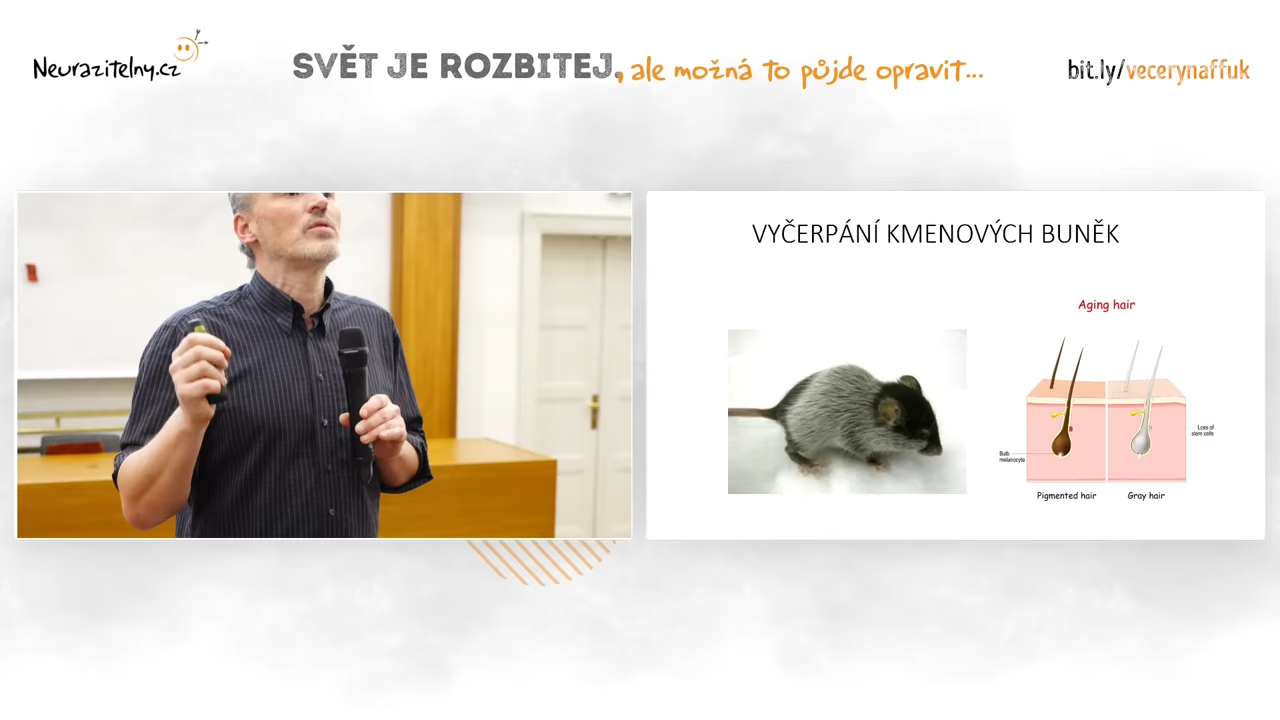 Neurazitelny.cz
SVĚT JE ROZBITEJ, ale možná to půjde opravit...
bit.ly/vecerynaffuk
VYČERPÁNÍ KMENOVÝCH BUNĚK
Aging hair
Loss of
stem cells
Bulb
melanocyte
Pigmented hair
Gray hair